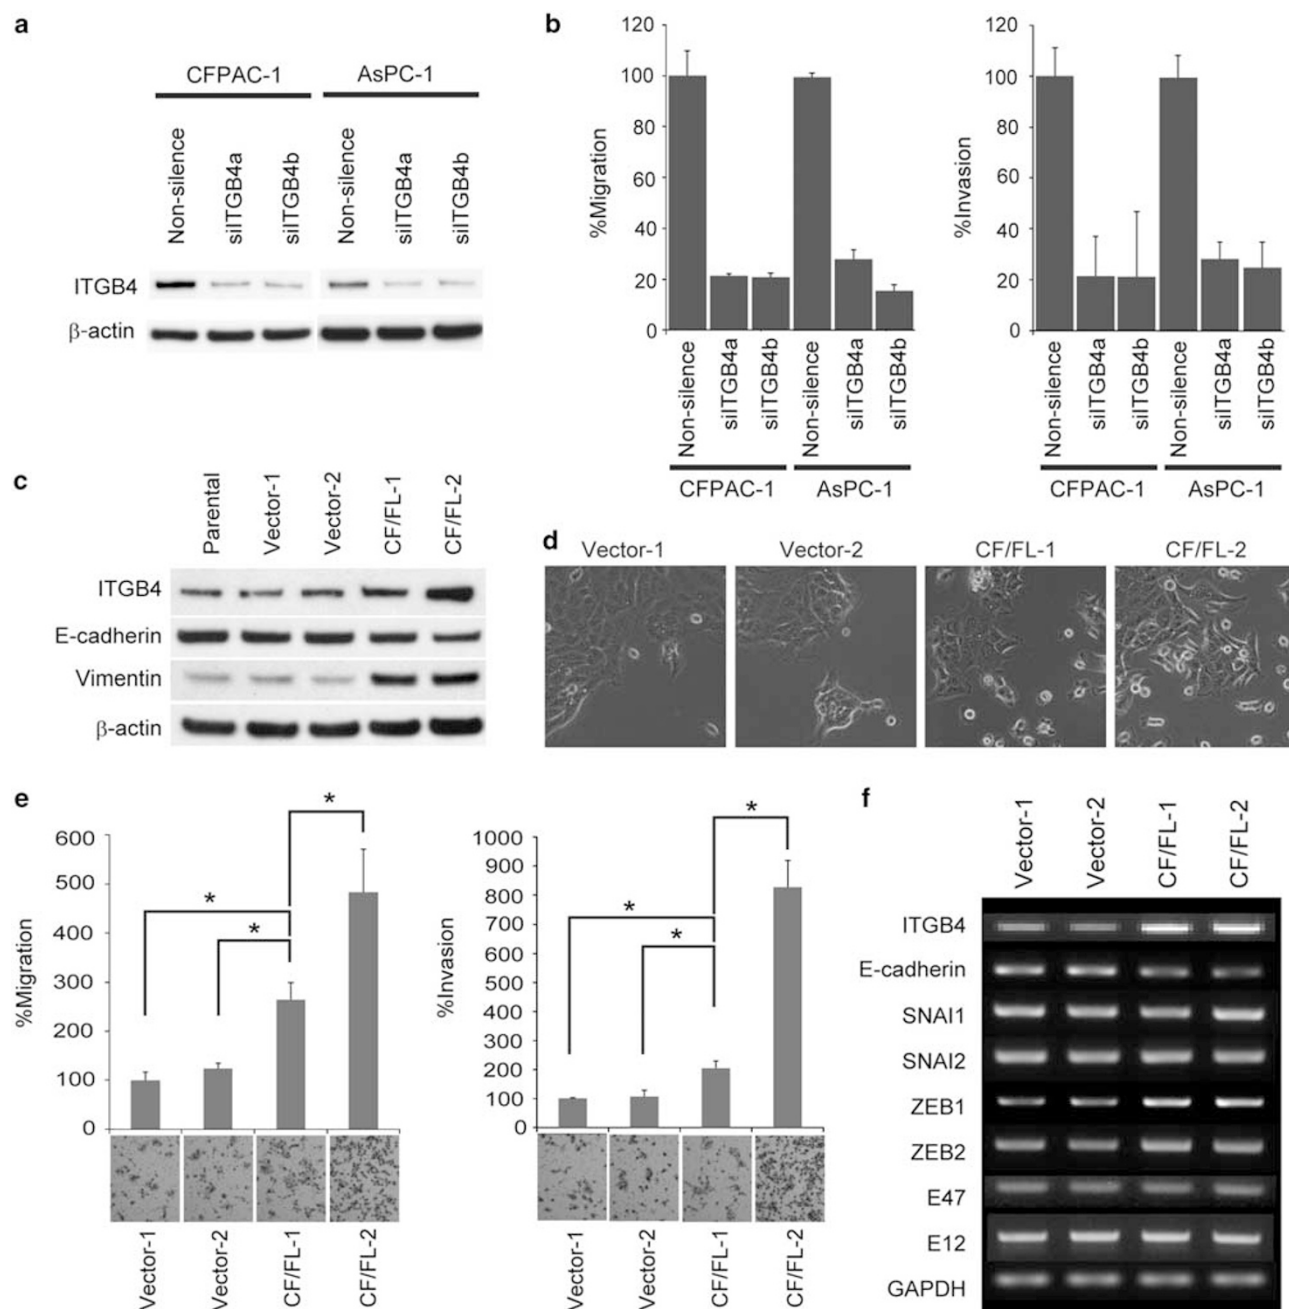 a
CFPAC-1
AsPC-1
Non-silence
siITGB4a
siITGB4b
Non-silence
siITGB4a
siITGB4b
ITGB4
β-actin
b
%Migration
120
100
80
60
40
20
0
Non-silence
siITGB4a
siITGB4b
Non-silence
siITGB4a
siITGB4b
CFPAC-1
AsPC-1
%Invasion
120
100
80
60
40
20
0
Non-silence
siITGB4a
siITGB4b
Non-silence
siITGB4a
siITGB4b
CFPAC-1
AsPC-1
c
Parental
Vector-1
Vector-2
CF/FL-1
CF/FL-2
ITGB4
E-cadherin
Vimentin
β-actin
d
Vector-1
Vector-2
CF/FL-1
CF/FL-2
e
%Migration
600
500
400
300
200
100
0
*
*
*
Vector-1
Vector-2
CF/FL-1
CF/FL-2
%Invasion
1000
900
800
700
600
500
400
300
200
100
0
*
*
*
Vector-1
Vector-2
CF/FL-1
CF/FL-2
f
Vector-1
Vector-2
CF/FL-1
CF/FL-2
ITGB4
E-cadherin
SNAI1
SNAI2
ZEB1
ZEB2
E47
E12
GAPDH